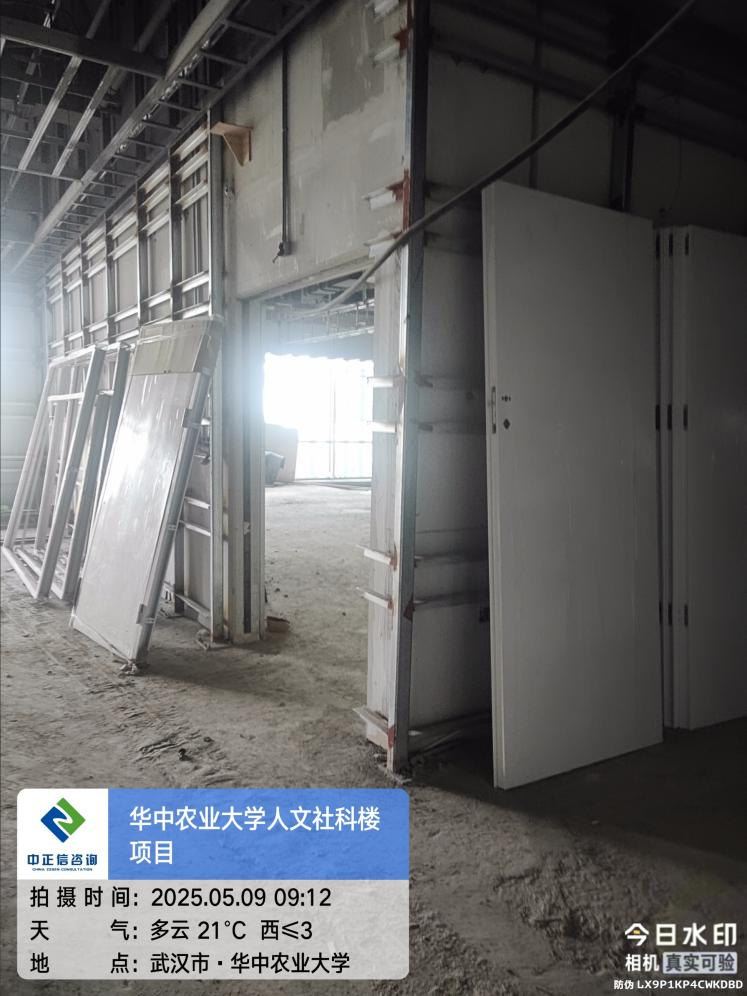 中正信咨询
CHINA ZENSIN CONSULTATION
华中农业大学人文社科楼
项目
拍摄时间: 2025.05.09 09:12
天气: 多云 21℃ 西≤3
地点: 武汉市·华中农业大学
今日水印
相机 真实可验
防伪 LX9P1KP4CWKDBD